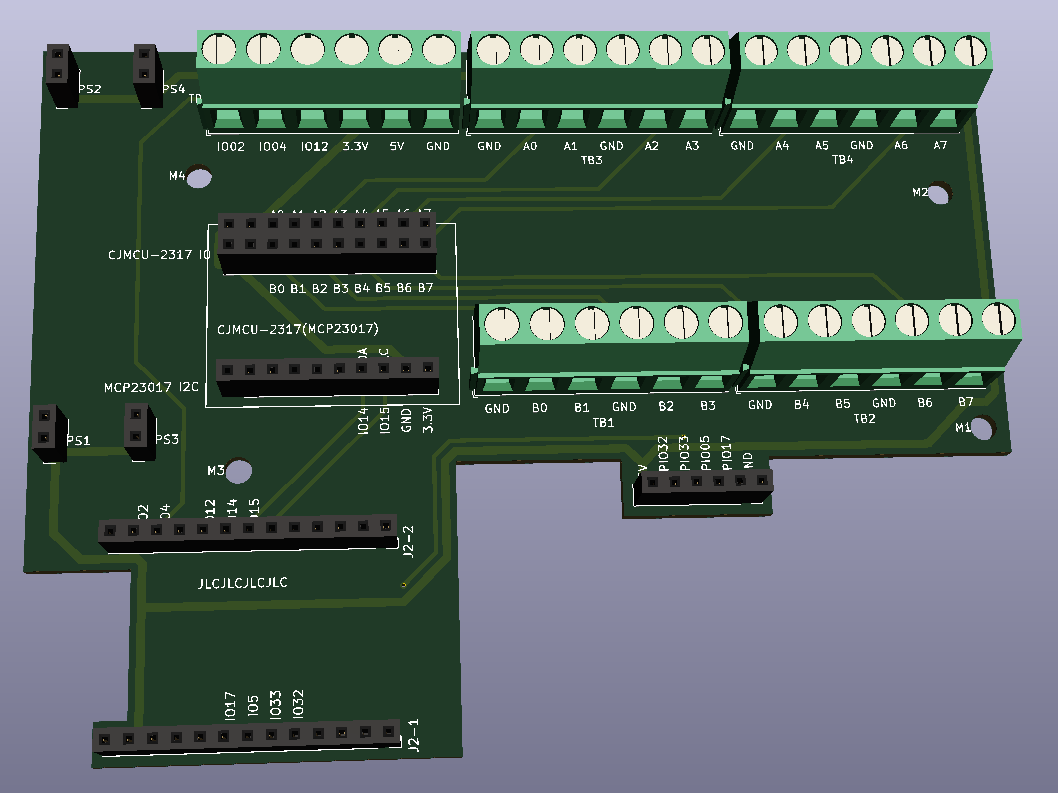 PS2
PS4
IO02 IO04 IO12 3.3V 5V GND
GND A0 A1 GND A2 A3
TB3
GND A4 A5 GND A6 A7
TB4
M4
M2
CJMCU-2317 IO
B0 B1 B2 B3 B4 B5 B6 B7
CJMCU-2317(MCP23017)
MCP23017 I2C
IO14
IO15
GND
3.3V
GND B0 B1 GND B2 B3
TB1
GND B4 B5 GND B6 B7
TB2
M1
PS1
PS3
M3
PIO32
PIO33
PIO05
PIO17
J2-2
JLCJLCJLCJLC
IO17
IO5
IO33
IO32
J2-1